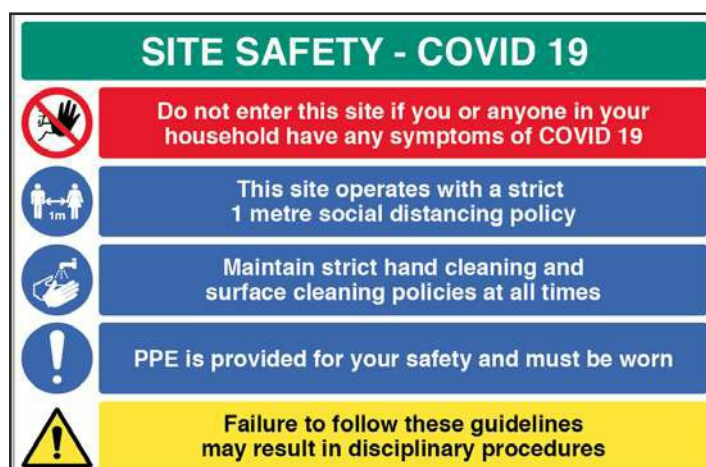 SITE SAFETY - COVID 19
Do not enter this site if you or anyone in your
household have any symptoms of COVID 19
1m
This site operates with a strict
1 metre social distancing policy
Maintain strict hand cleaning and
surface cleaning policies at all times
PPE is provided for your safety and must be worn
Failure to follow these guidelines
may result in disciplinary procedures